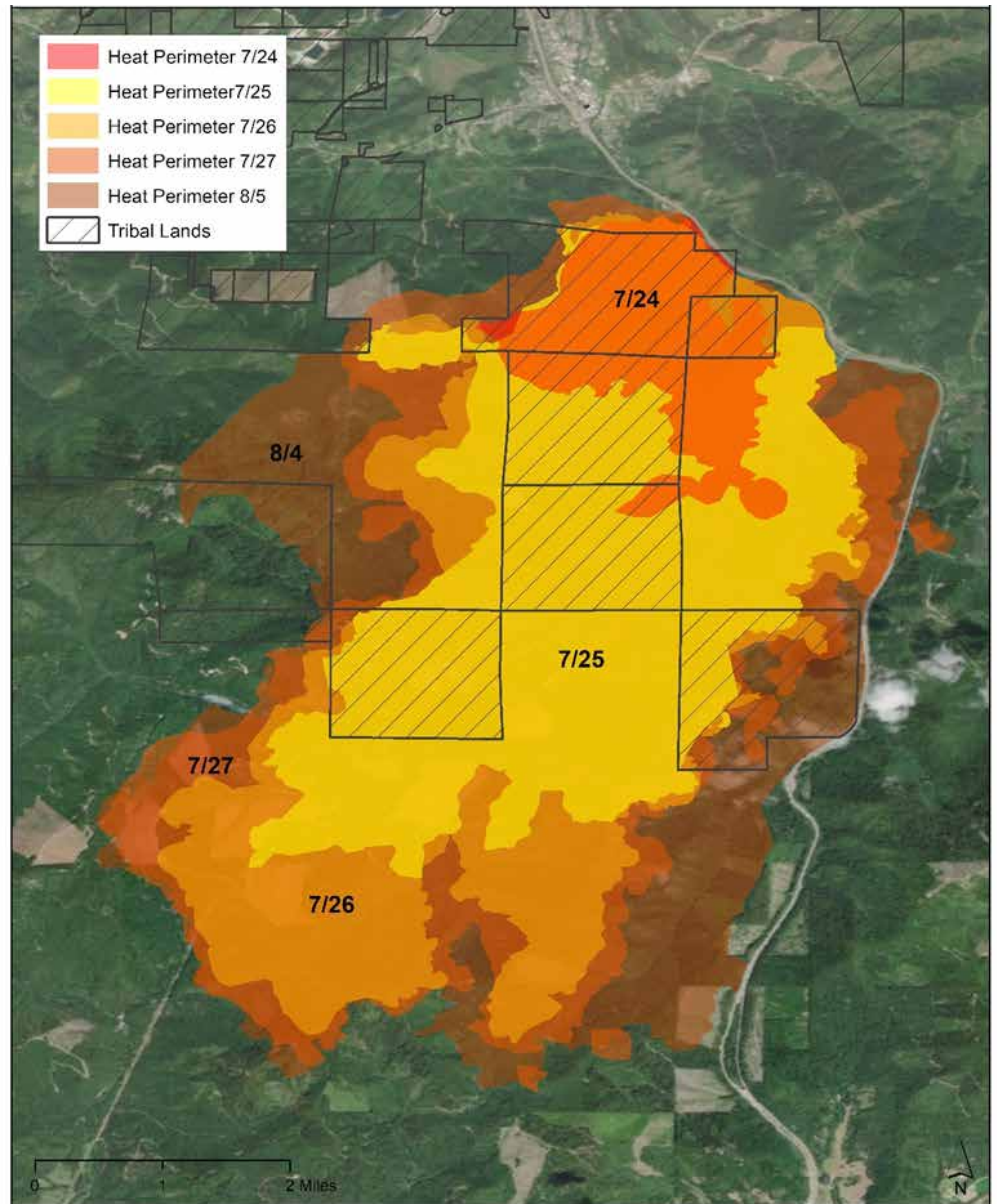 Heat Perimeter 7/24
Heat Perimeter7/25
Heat Perimeter 7/26
Heat Perimeter 7/27
Heat Perimeter 8/5
Tribal Lands
7/24
8/4
7/25
7/27
7/26
0 1 2 Miles
N